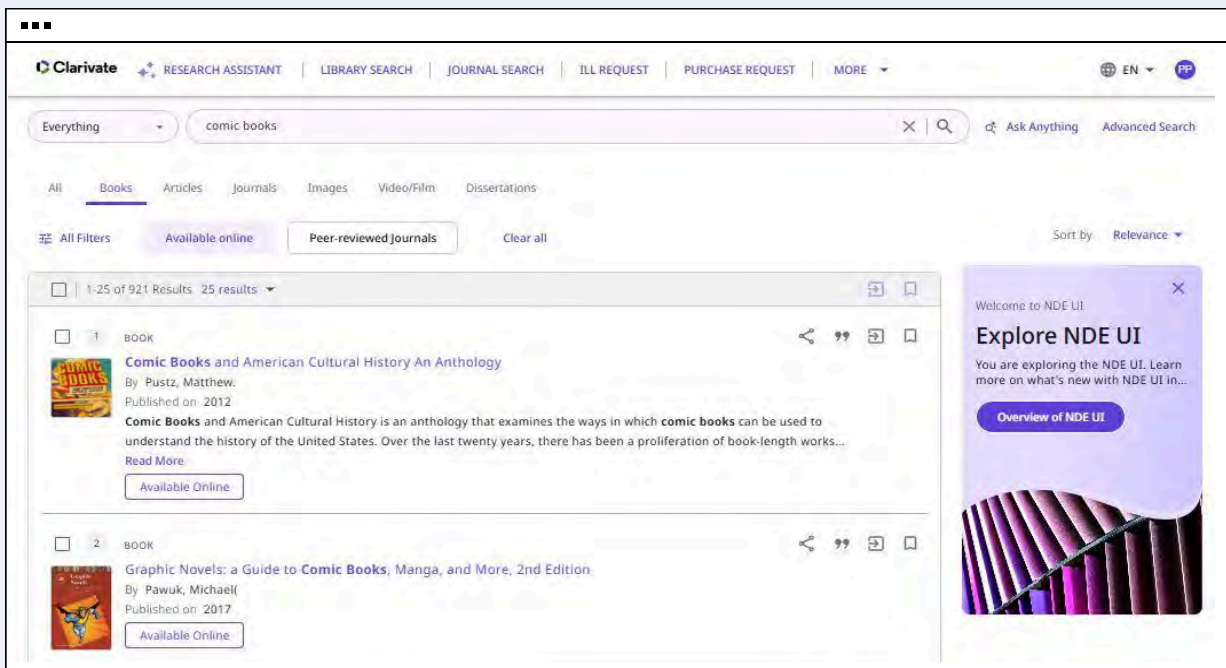 Clarivate RESEARCH ASSISTANT LIBRARY SEARCH JOURNAL SEARCH ILL REQUEST PURCHASE REQUEST MORE EN PP
Everything comic books Ask Anything Advanced Search
All Books Articles Journals Images Video/Film Dissertations
All Filters Available online Peer-reviewed Journals Clear all Sort by Relevance
1-25 of 921 Results 25 results
1 BOOK
COMIC BOOKS
Comic Books and American Cultural History An Anthology
By Pustz, Matthew.
Published on 2012
Comic Books and American Cultural History is an anthology that examines the ways in which comic books can be used to
understand the history of the United States. Over the last twenty years, there has been a proliferation of book-length works...
Read More
Available Online
2 BOOK
Graphic Novels
Graphic Novels: a Guide to Comic Books, Manga, and More, 2nd Edition
By Pawuk, Michael(
Published on 2017
Available Online
Welcome to NDE UI
Explore NDE UI
You are exploring the NDE UI. Learn
more on what's new with NDE UI in...
Overview of NDE UI